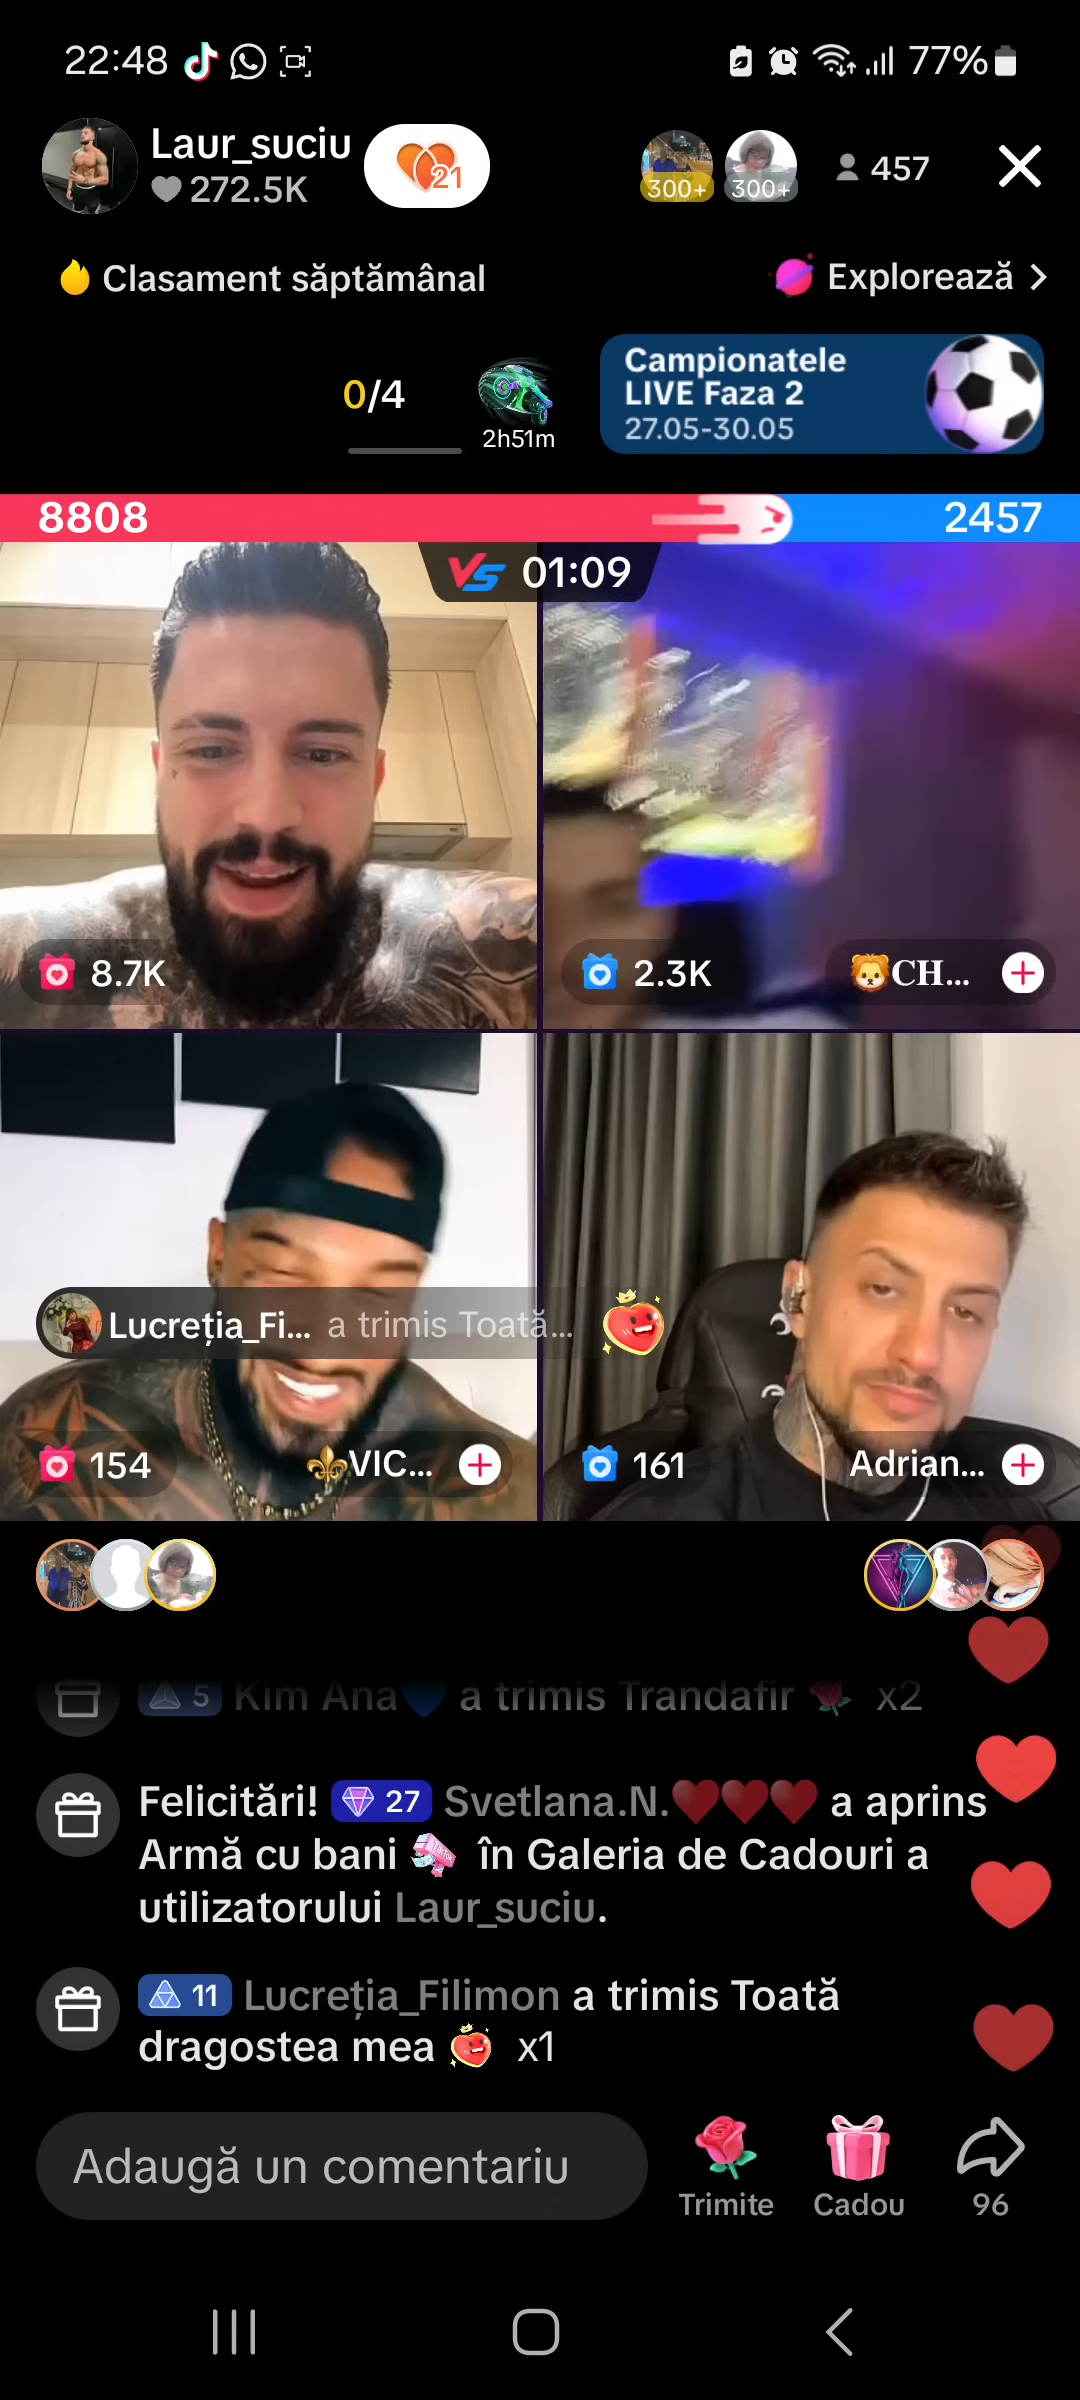 22:48
77%
Laur_suciu
272.5K
21
300+
300+
457
Clasament săptămânal
Explorează
0/4
2h51m
Campionatele
LIVE Faza 2
27.05-30.05
8808
2457
VS 01:09
8.7K
2.3K
🦁CH...
Lucreția_Fi... a trimis Toată...
154
⚜️VIC...
161
Adrian...
5 Kim Ana💙 a trimis Trandafir x2
Felicitări! 27 Svetlana.N.❤️❤️❤️ a aprins
Armă cu bani în Galeria de Cadouri a
utilizatorului Laur_suciu.
11 Lucreția_Filimon a trimis Toată
dragostea mea x1
Adaugă un comentariu
Trimite
Cadou
96